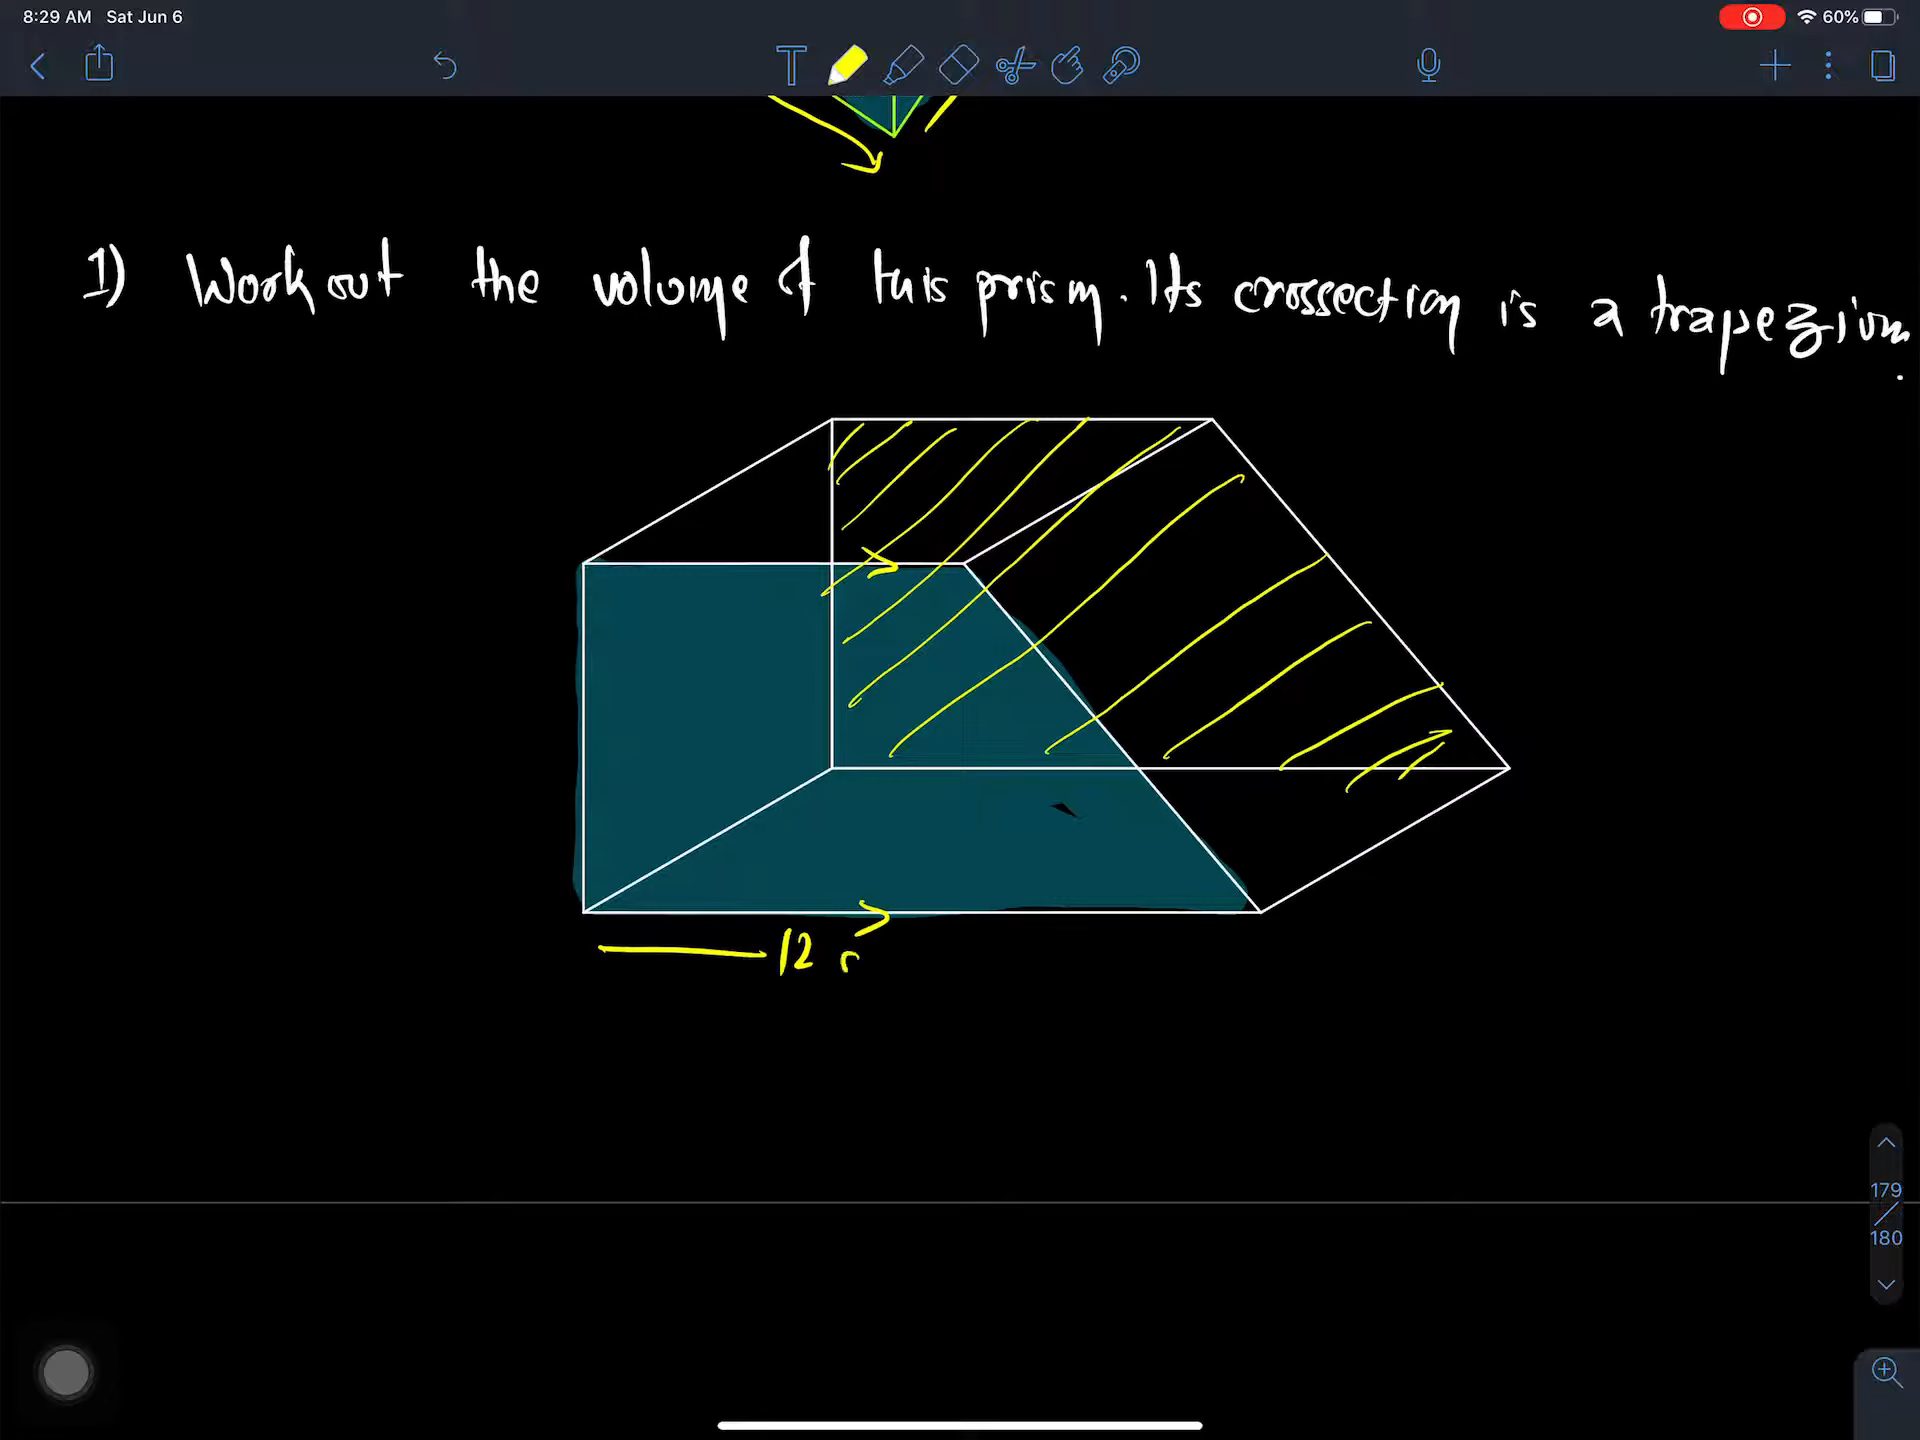 8:29 AM Sat Jun 6
60%
1) Work out the volume of this prism. Its crossection is a trapezium.
12
179
180